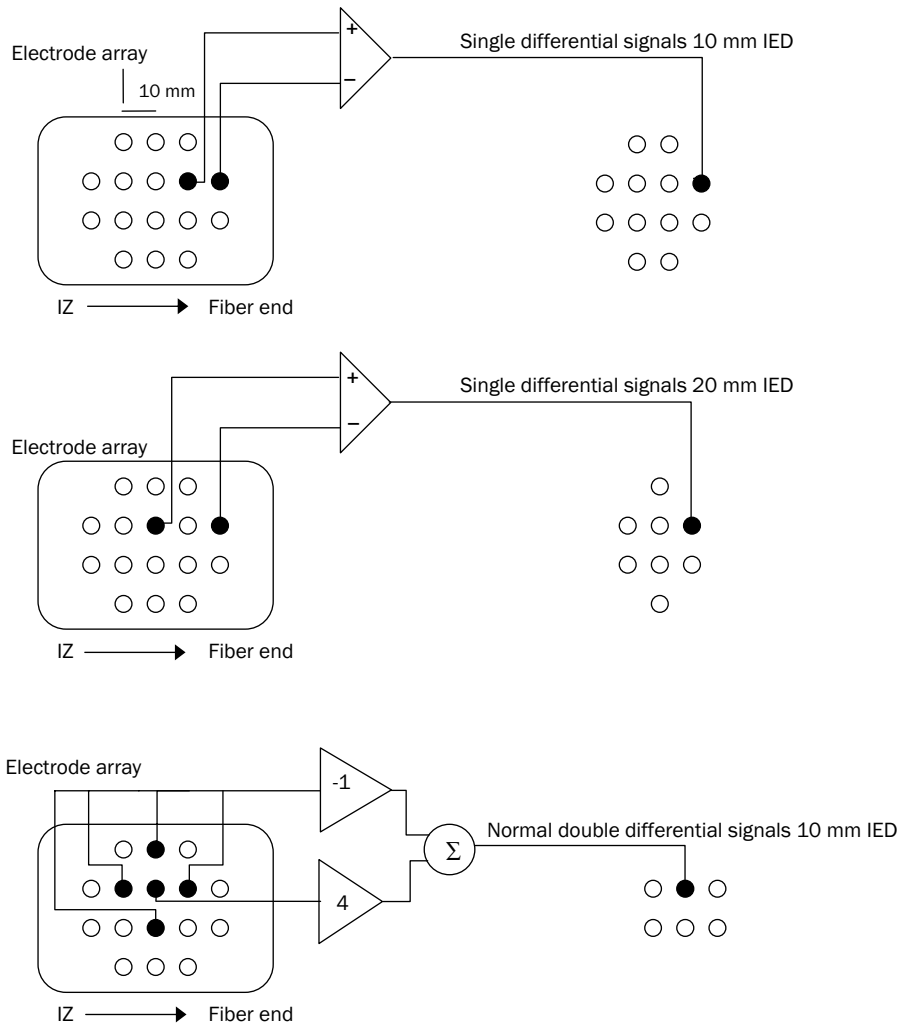 Electrode array
10 mm
+
−
Single differential signals 10 mm IED
IZ
Fiber end
Electrode array
+
−
Single differential signals 20 mm IED
IZ
Fiber end
Electrode array
-1
4
Σ
Normal double differential signals 10 mm IED
IZ
Fiber end